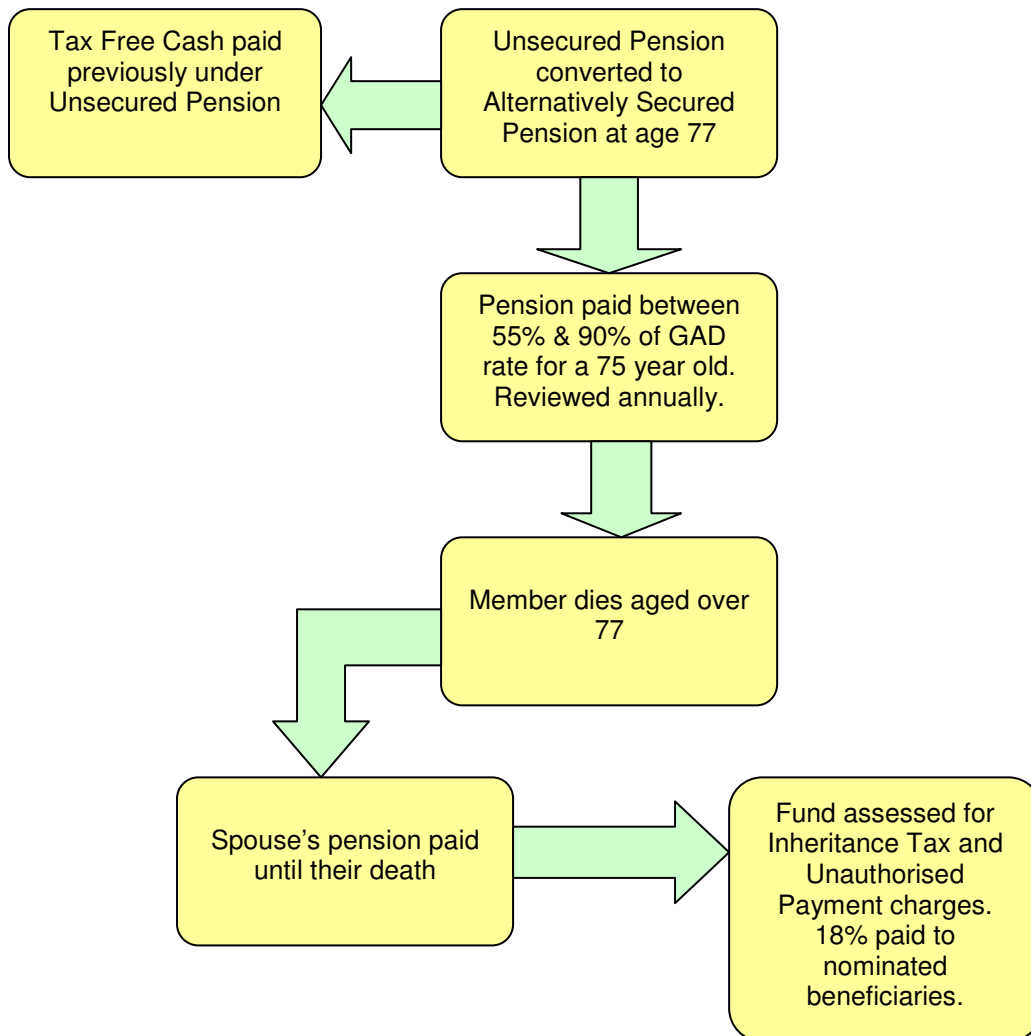 Tax Free Cash paid
previously under
Unsecured Pension
Unsecured Pension
converted to
Alternatively Secured
Pension at age 77
Pension paid between
55% & 90% of GAD
rate for a 75 year old.
Reviewed annually.
Member dies aged over
77
Spouse’s pension paid
until their death
Fund assessed for
Inheritance Tax and
Unauthorised
Payment charges.
18% paid to
nominated
beneficiaries.